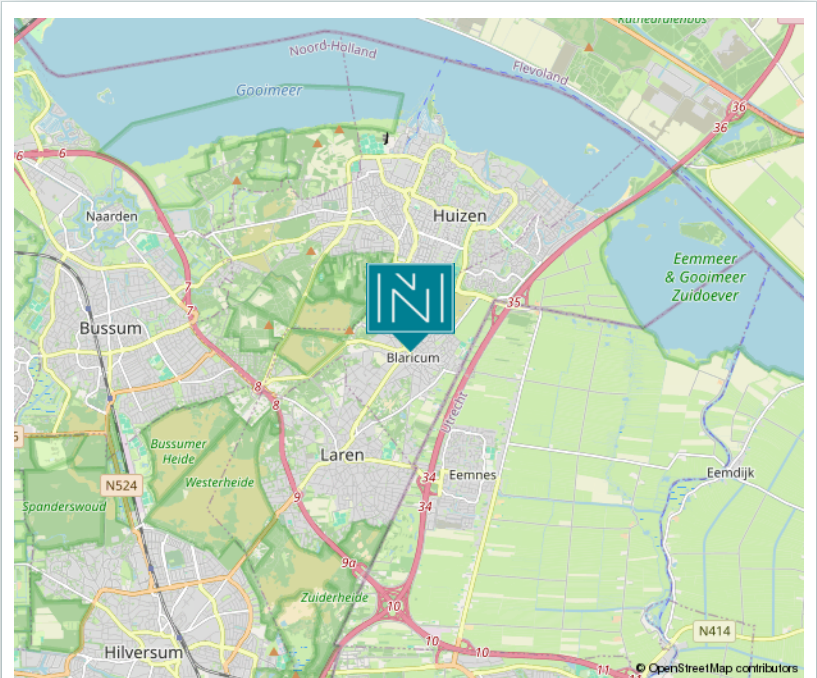 Noord-Holland
Flevoland
Gooimeer
36
36
6
6
Naarden
Huizen
Eemmeer
& Gooimeer
Zuidoever
7
7
35
N
Bussum
Blaricum
8
8
Utrecht
Bussumer
Heide
Laren
Westerheide
N524
34
34
Eemnes
Eemdijk
Spanderswoud
9
9a
Zuiderheide
10
10
10
N414
Hilversum
11
© OpenStreetMap contributors